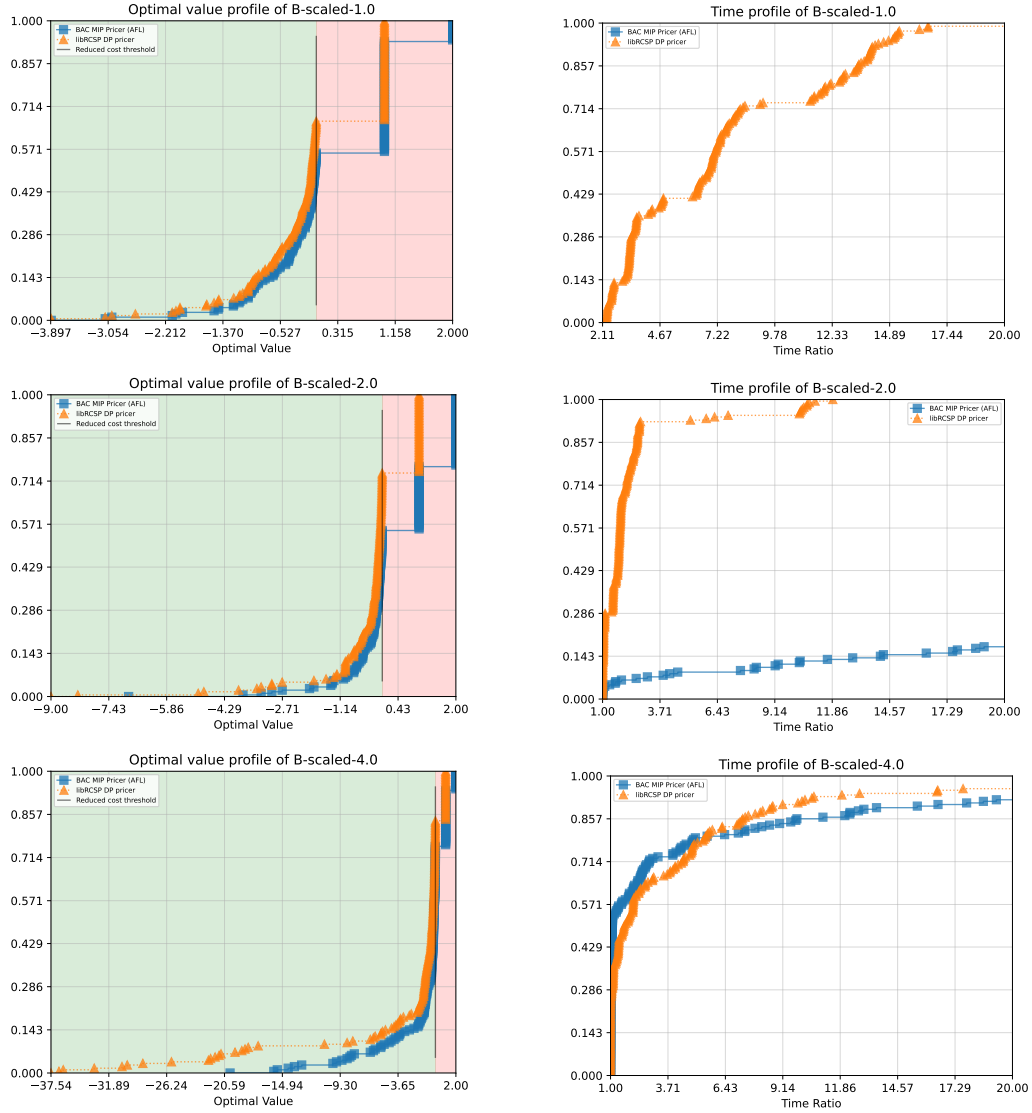 Optimal value profile of B-scaled-1.0
BAC MIP Pricer (AFL)
libRCSP DP pricer
Reduced cost threshold
1.000
0.857
0.714
0.571
0.429
0.286
0.143
0.000
−3.897 −3.054 −2.212 −1.370 −0.527 0.315 1.158 2.000
Optimal Value
Time profile of B-scaled-1.0
BAC MIP Pricer (AFL)
libRCSP DP pricer
1.000
0.857
0.714
0.571
0.429
0.286
0.143
0.000
2.11 4.67 7.22 9.78 12.33 14.89 17.44 20.00
Time Ratio
Optimal value profile of B-scaled-2.0
BAC MIP Pricer (AFL)
libRCSP DP pricer
Reduced cost threshold
1.000
0.857
0.714
0.571
0.429
0.286
0.143
0.000
−9.00 −7.43 −5.86 −4.29 −2.71 −1.14 0.43 2.00
Optimal Value
Time profile of B-scaled-2.0
BAC MIP Pricer (AFL)
libRCSP DP pricer
1.000
0.857
0.714
0.571
0.429
0.286
0.143
0.000
1.00 3.71 6.43 9.14 11.86 14.57 17.29 20.00
Time Ratio
Optimal value profile of B-scaled-4.0
BAC MIP Pricer (AFL)
libRCSP DP pricer
Reduced cost threshold
1.000
0.857
0.714
0.571
0.429
0.286
0.143
0.000
−37.54 −31.89 −26.24 −20.59 −14.94 −9.30 −3.65 2.00
Optimal Value
Time profile of B-scaled-4.0
BAC MIP Pricer (AFL)
libRCSP DP pricer
1.000
0.857
0.714
0.571
0.429
0.286
0.143
0.000
1.00 3.71 6.43 9.14 11.86 14.57 17.29 20.00
Time Ratio